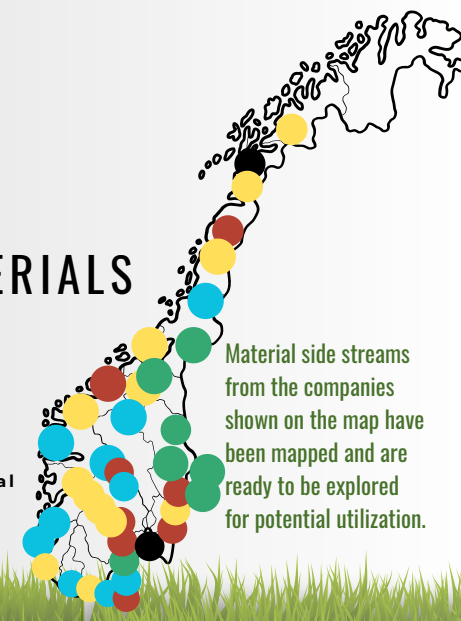 ERIALS
Material side streams
from the companies
shown on the map have
been mapped and are
al
ready to be explored
for potential utilization.